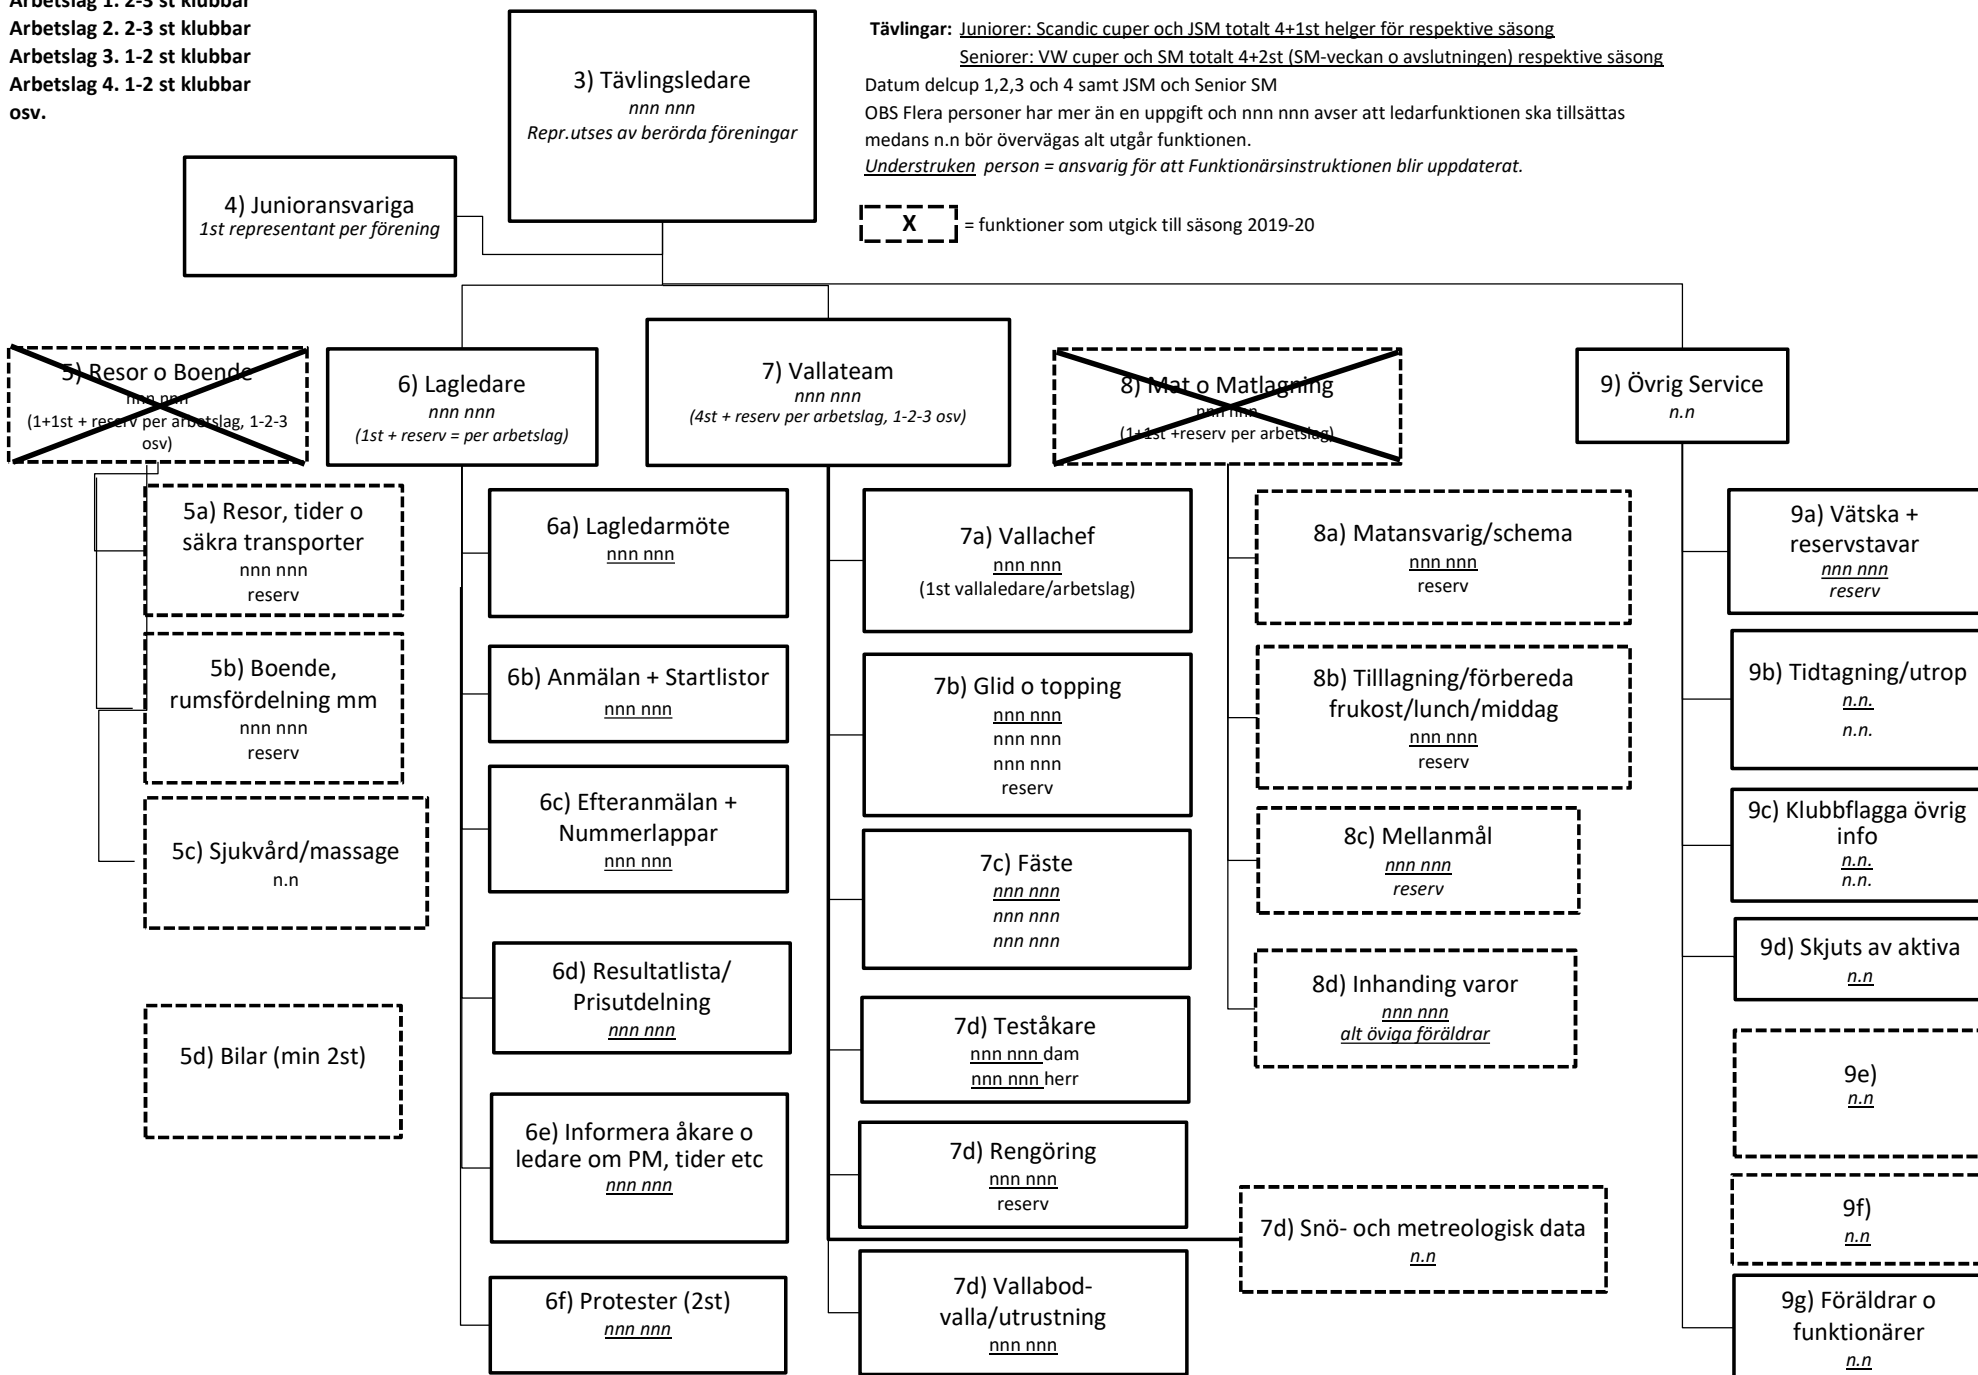 Arbetslag 1. 2-3 st klubbar
Arbetslag 2. 2-3 st klubbar
Arbetslag 3. 1-2 st klubbar
Arbetslag 4. 1-2 st klubbar
osv.
3) Tävlingsledare
nnn nnn
Repr.utses av berörda föreningar
Tävlingar: Juniorer: Scandic cuper och JSM totalt 4+1st helger för respektive säsong
Seniorer: VW cuper och SM totalt 4+2st (SM-veckan o avslutningen) respektive säsong
Datum delcup 1,2,3 och 4 samt JSM och Senior SM
OBS Flera personer har mer än en uppgift och nnn nnn avser att ledarfunktionen ska tillsättas
medans n.n bör övervägas alt utgår funktionen.
Understruken person = ansvarig för att Funktionärsinstruktionen blir uppdaterat.
X = funktioner som utgick till säsong 2019-20
4) Junioransvariga
1st representant per förening
5) Resor o Boende
nnn nnn
(1+1st + reserv per arbetslag, 1-2-3
osv)
6) Lagledare
nnn nnn
(1st + reserv = per arbetslag)
7) Vallateam
nnn nnn
(4st + reserv per arbetslag, 1-2-3 osv)
8) Mat o Matlagning
nnn nnn
(1+1st +reserv per arbetslag)
9) Övrig Service
n.n
5a) Resor, tider o
säkra transporter
nnn nnn
reserv
5b) Boende,
rumsfördelning mm
nnn nnn
reserv
5c) Sjukvård/massage
n.n
5d) Bilar (min 2st)
6a) Lagledarmöte
nnn nnn
6b) Anmälan + Startlistor
nnn nnn
6c) Efteranmälan +
Nummerlappar
nnn nnn
6d) Resultatlista/
Prisutdelning
nnn nnn
6e) Informera åkare o
ledare om PM, tider etc
nnn nnn
6f) Protester (2st)
nnn nnn
7a) Vallachef
nnn nnn
(1st vallaledare/arbetslag)
7b) Glid o topping
nnn nnn
nnn nnn
nnn nnn
reserv
7c) Fäste
nnn nnn
nnn nnn
nnn nnn
7d) Teståkare
nnn nnn dam
nnn nnn herr
7d) Rengöring
nnn nnn
reserv
7d) Vallabod-
valla/utrustning
nnn nnn
8a) Matansvarig/schema
nnn nnn
reserv
8b) Tilllagning/förbereda
frukost/lunch/middag
nnn nnn
reserv
8c) Mellanmål
nnn nnn
reserv
8d) Inhanding varor
nnn nnn
alt öviga föräldrar
7d) Snö- och metreologisk data
n.n
9a) Vätska +
reservstavar
nnn nnn
reserv
9b) Tidtagning/utrop
n.n.
n.n.
9c) Klubbflagga övrig
info
n.n.
n.n.
9d) Skjuts av aktiva
n.n
9e)
n.n
9f)
n.n
9g) Föräldrar o
funktionärer
n.n